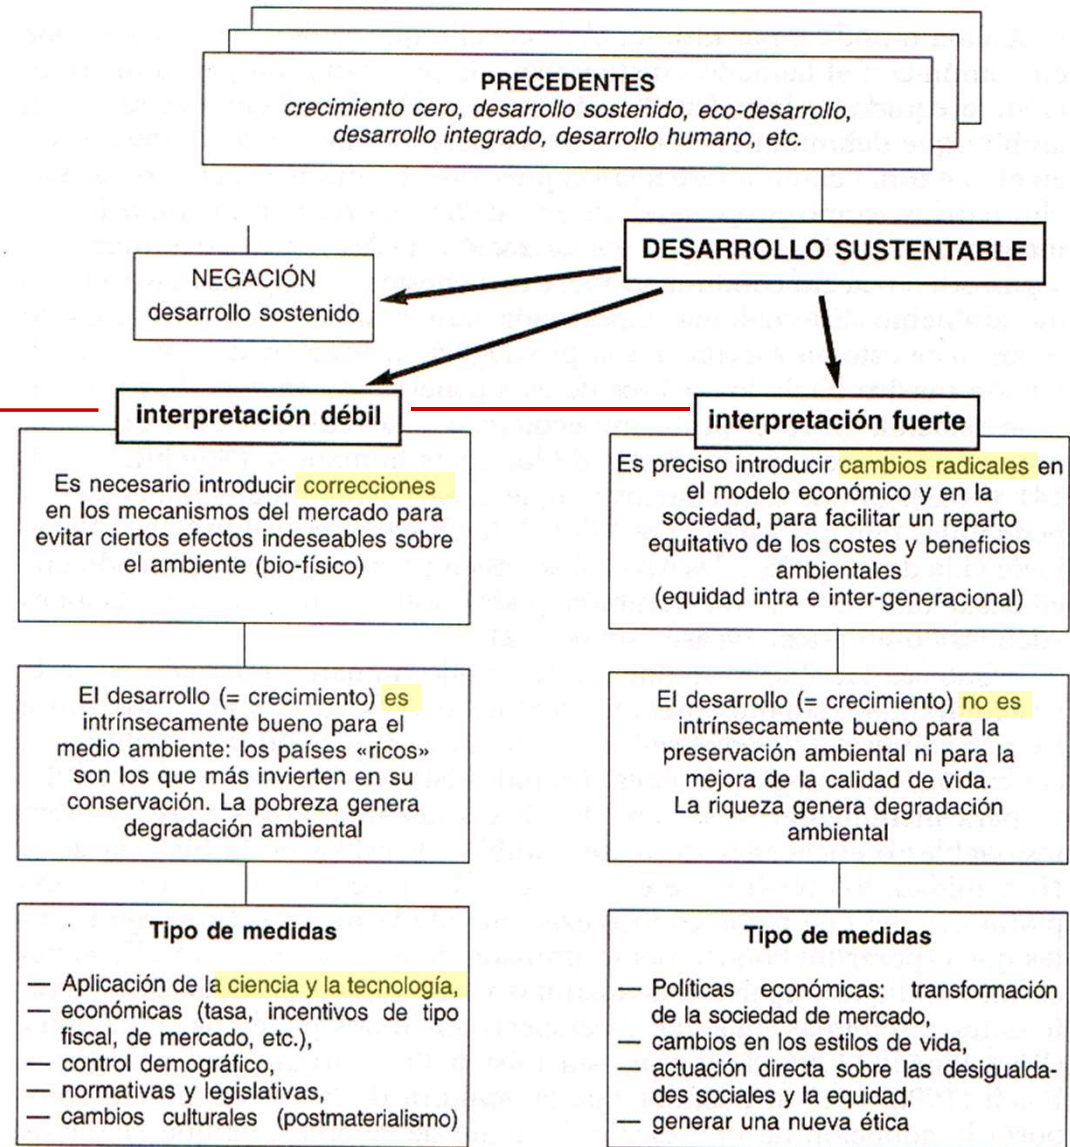 PRECEDENTES
crecimiento cero, desarrollo sostenido, eco-desarrollo,
desarrollo integrado, desarrollo humano, etc.
DESARROLLO SUSTENTABLE
NEGACIÓN
desarrollo sostenido
interpretación débil
Es necesario introducir correcciones
en los mecanismos del mercado para
evitar ciertos efectos indeseables sobre
el ambiente (bio-físico)
El desarrollo (= crecimiento) es
intrínsecamente bueno para el
medio ambiente: los países «ricos»
son los que más invierten en su
conservación. La pobreza genera
degradación ambiental
Tipo de medidas
— Aplicación de la ciencia y la tecnología,
— económicas (tasa, incentivos de tipo
fiscal, de mercado, etc.),
— control demográfico,
— normativas y legislativas,
— cambios culturales (postmaterialismo)
interpretación fuerte
Es preciso introducir cambios radicales en
el modelo económico y en la
sociedad, para facilitar un reparto
equitativo de los costes y beneficios
ambientales
(equidad intra e inter-generacional)
El desarrollo (= crecimiento) no es
intrínsecamente bueno para la
preservación ambiental ni para la
mejora de la calidad de vida.
La riqueza genera degradación
ambiental
Tipo de medidas
— Políticas económicas: transformación
de la sociedad de mercado,
— cambios en los estilos de vida,
— actuación directa sobre las desigualda-
des sociales y la equidad,
— generar una nueva ética